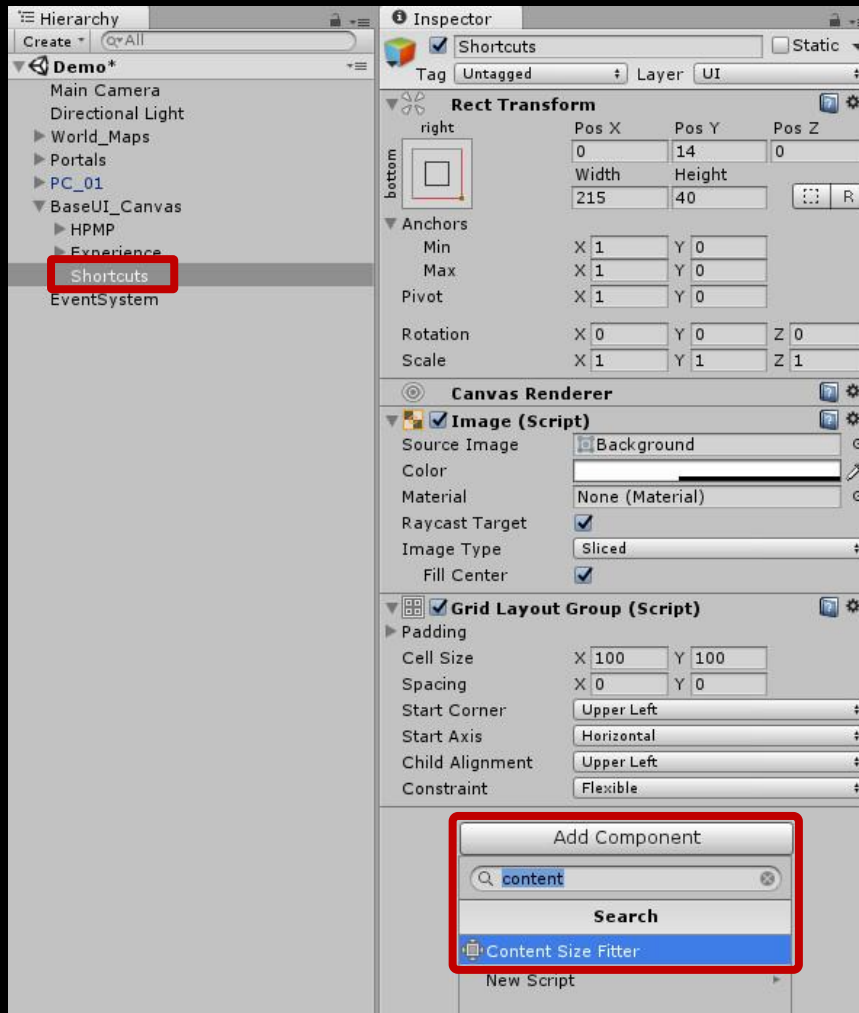 Hierarchy
Create
All
Demo*
Main Camera
Directional Light
World_Maps
Portals
PC_01
BaseUI_Canvas
HPMP
Experience
Shortcuts
EventSystem
Inspector
Shortcuts Static
Tag Untagged Layer UI
Rect Transform
right Pos X Pos Y Pos Z
bottom
0 14 0
Width Height
215 40 R
Anchors
Min X 1 Y 0
Max X 1 Y 0
Pivot X 1 Y 0
Rotation X 0 Y 0 Z 0
Scale X 1 Y 1 Z 1
Canvas Renderer
Image (Script)
Source Image Background
Color
Material None (Material)
Raycast Target
Image Type Sliced
Fill Center
Grid Layout Group (Script)
Padding
Cell Size X 100 Y 100
Spacing X 0 Y 0
Start Corner Upper Left
Start Axis Horizontal
Child Alignment Upper Left
Constraint Flexible
Add Component
content
Search
Content Size Fitter
New Script